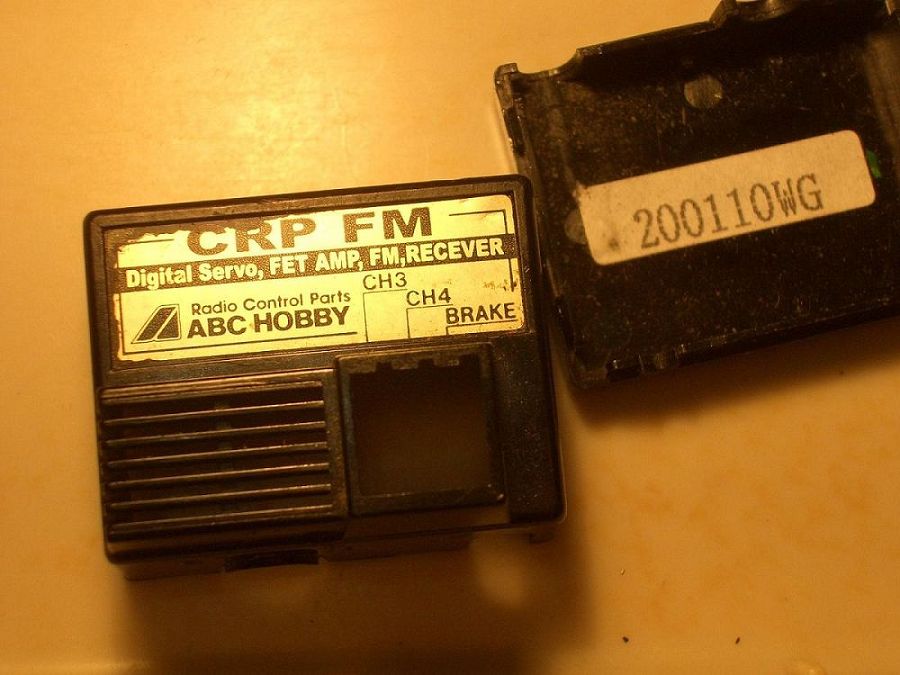 CRP FM
Digital Servo, FET AMP, FM,RECEVER
Radio Control Parts
ABC HOBBY
CH3
CH4
BRAKE
200110WG